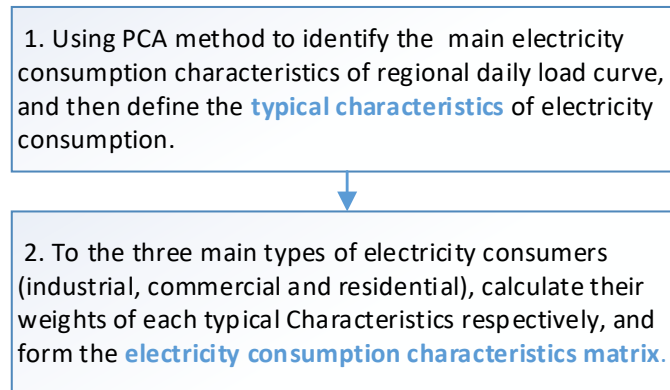 1. Using PCA method to identify the main electricity
consumption characteristics of regional daily load curve,
and then define the typical characteristics of electricity
consumption.
2. To the three main types of electricity consumers
(industrial, commercial and residential), calculate their
weights of each typical Characteristics respectively, and
form the electricity consumption characteristics matrix.